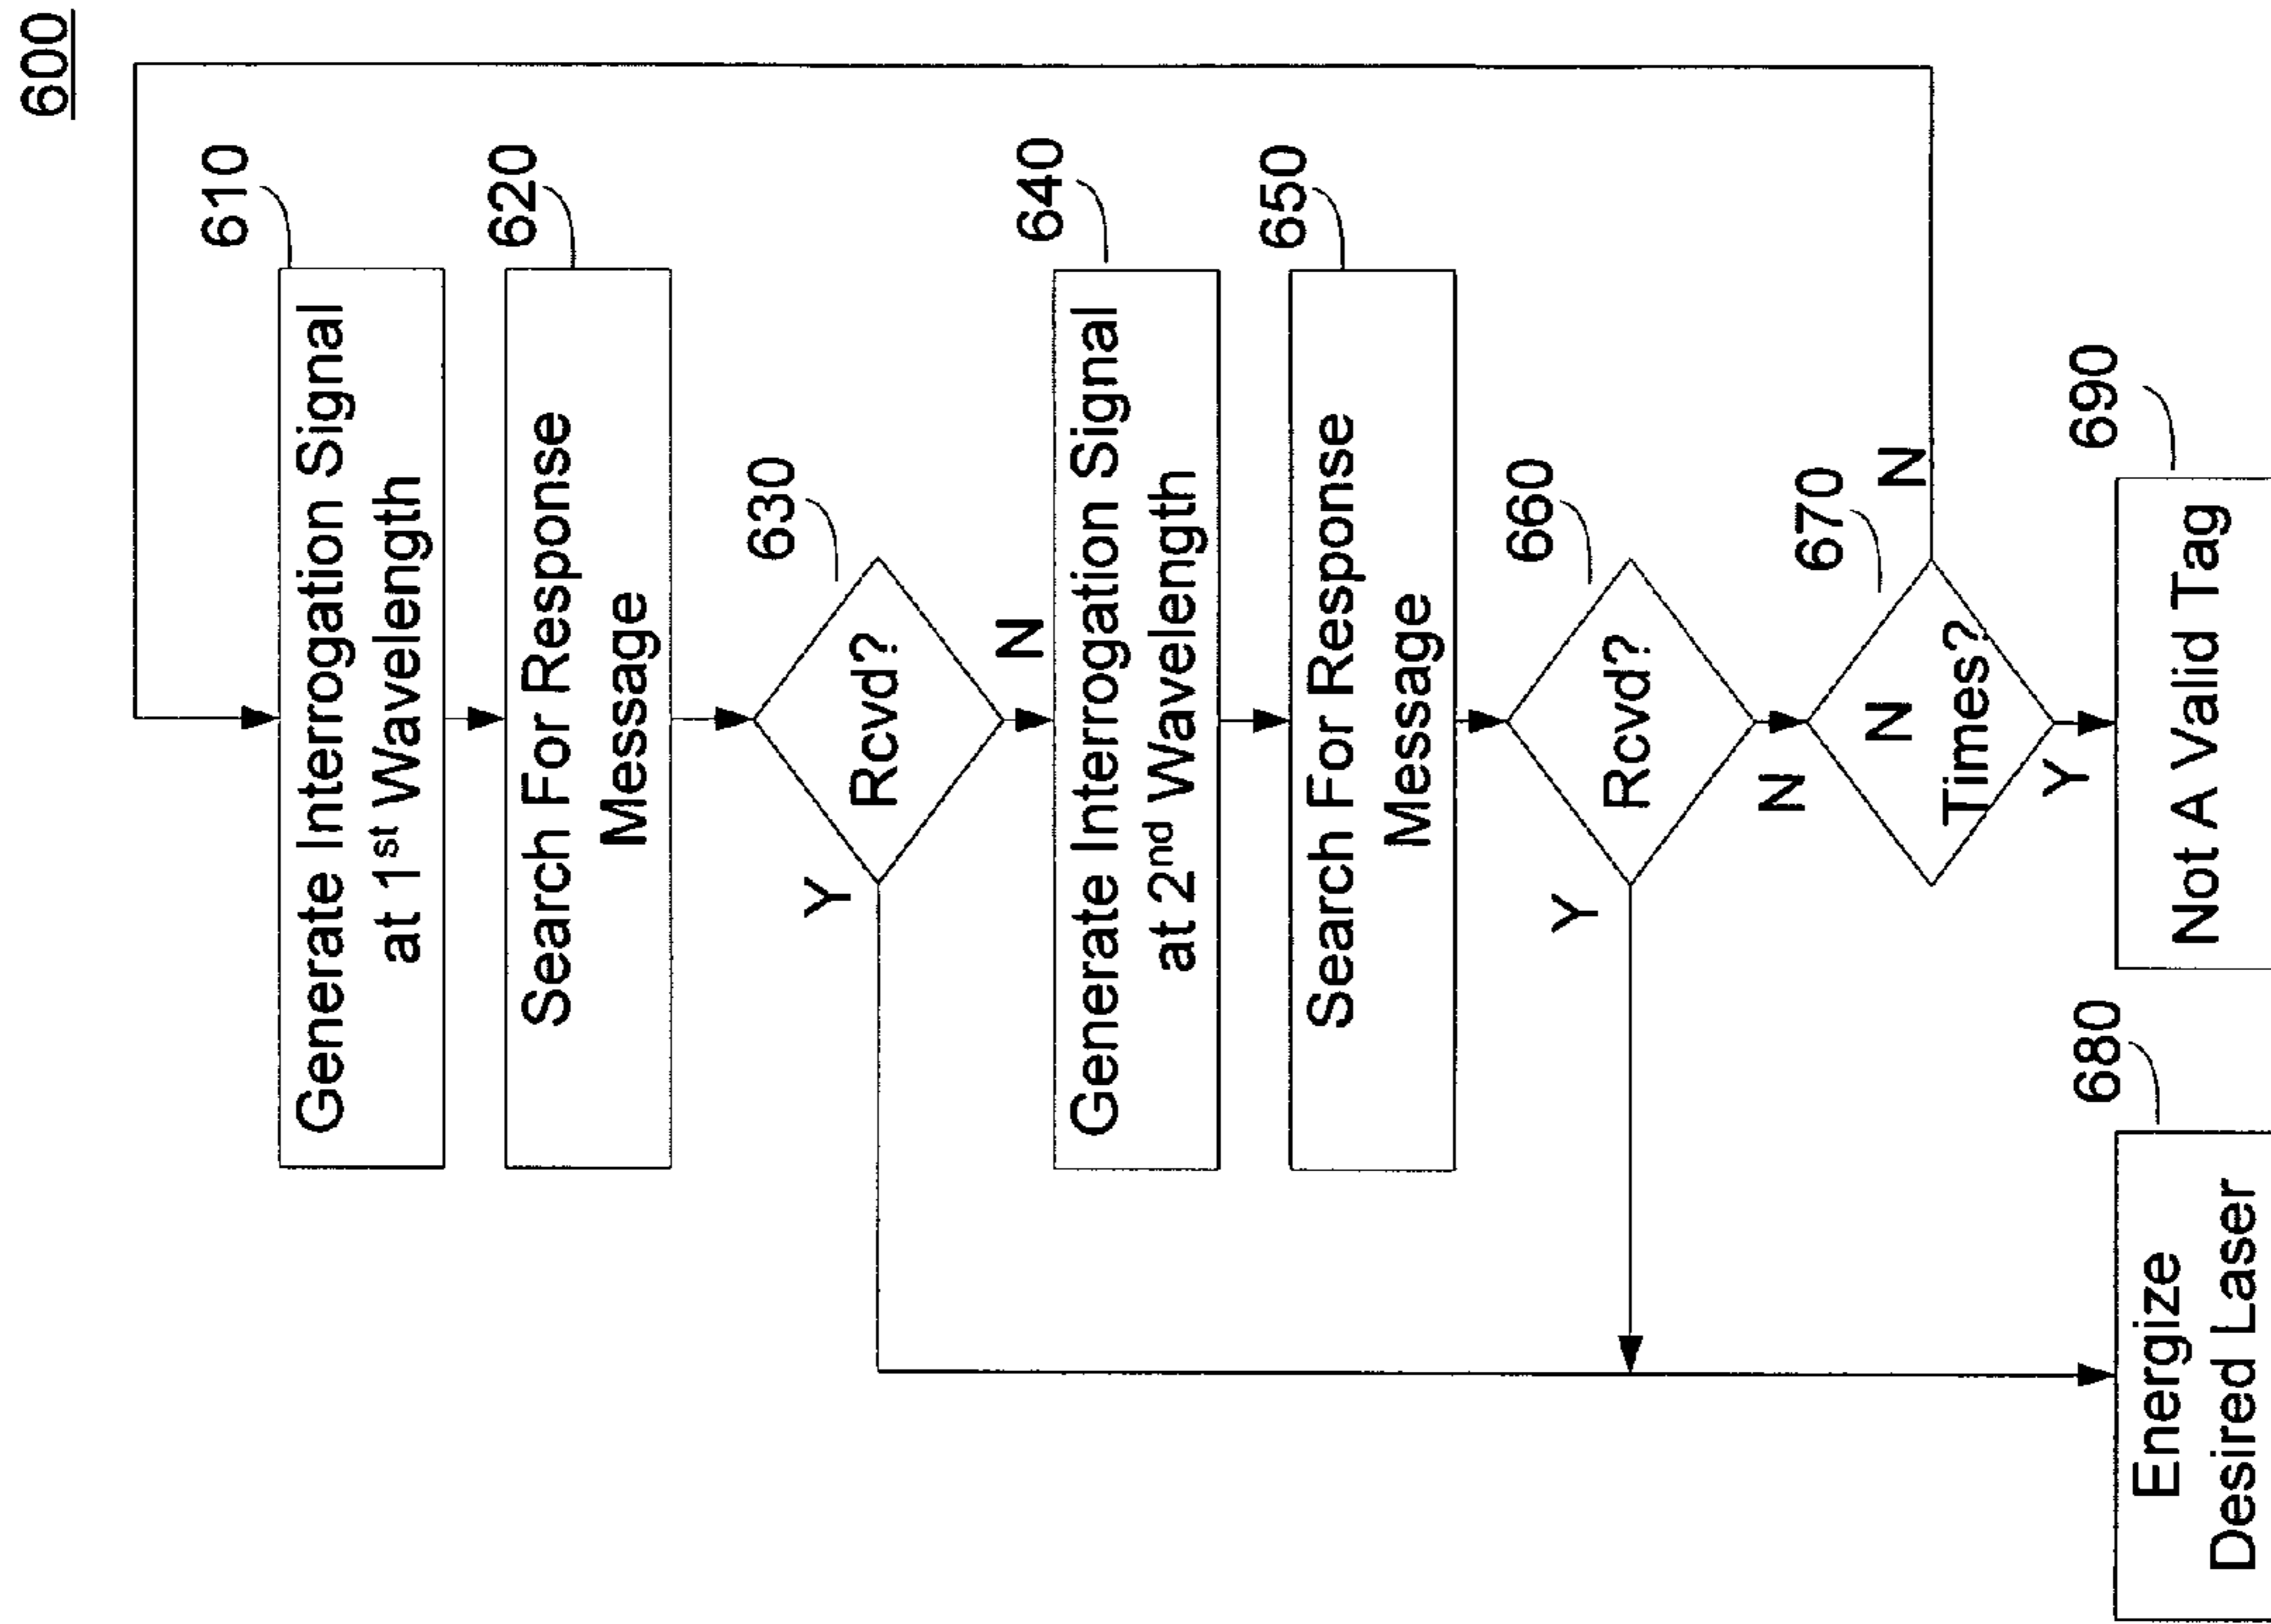 600
610
Generate Interrogation Signal
at 1st Wavelength
620
Search For Response
Message
630
Rcvd?
Y
N
640
Generate Interrogation Signal
at 2nd Wavelength
650
Search For Response
Message
660
Rcvd?
Y
N
670
N
Times?
N
Y
680
Energize
Desired Laser
690
Not A Valid Tag